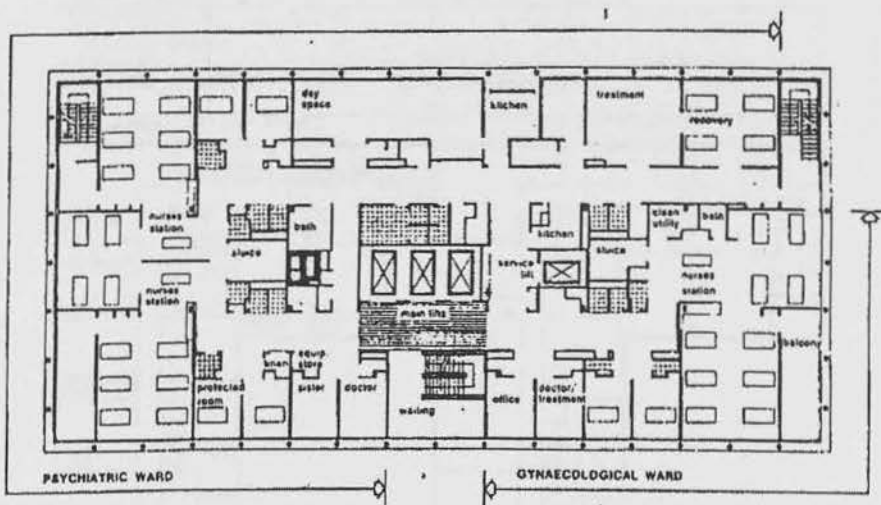 day
space
kitchen
treatment
recovery
nurses
station
bath
kitchen
clean
utility
bath
sluice
sluice
service
lift
nurses
station
nurses
station
main lifts
balcony
linen
equip.
store
protected
room
sister
doctor
waiting
office
doctor/
treatment
PSYCHIATRIC WARD
GYNAECOLOGICAL WARD